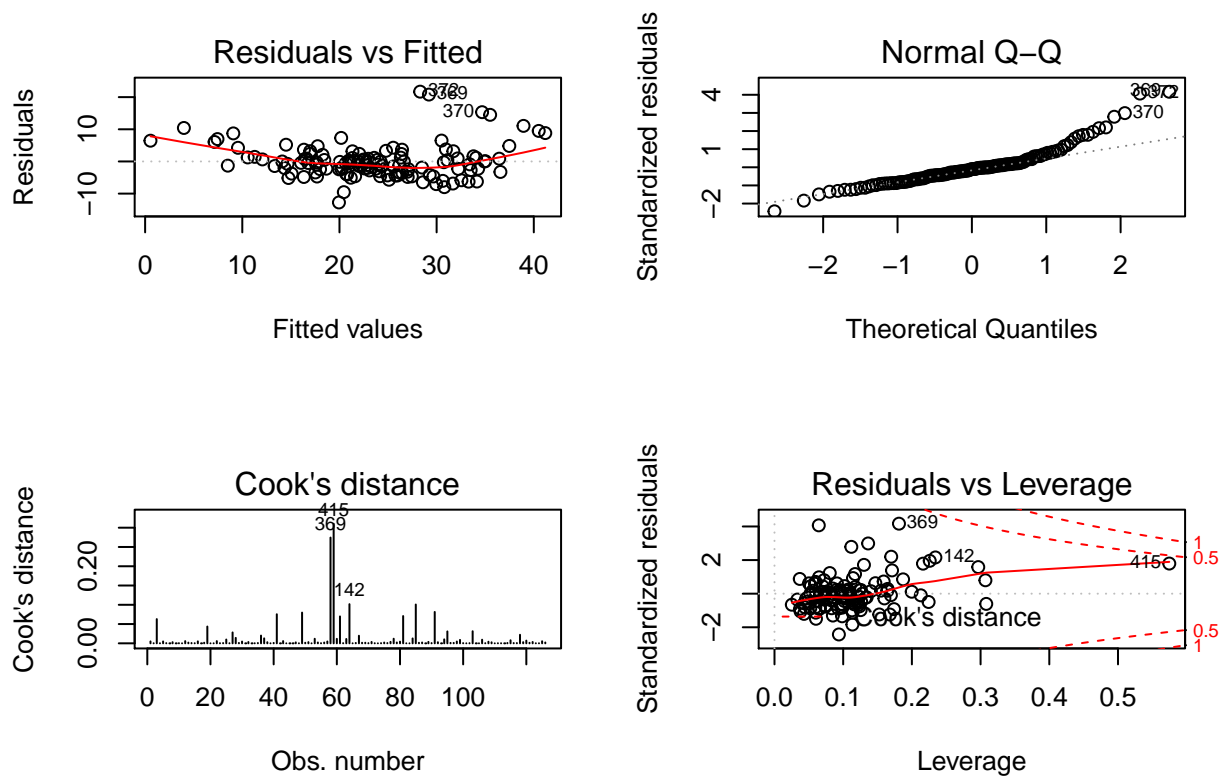 Residuals vs Fitted
Residuals
10
−10
372
369
370
0 10 20 30 40
Fitted values
Normal Q−Q
Standardized residuals
4
1
−2
369
372
370
−2 −1 0 1 2
Theoretical Quantiles
Cook's distance
Cook's distance
0.20
0.00
415
369
142
0 20 40 60 80 100
Obs. number
Residuals vs Leverage
Standardized residuals
2
0
−2
369
142
415
Cook's distance
1
0.5
0.5
1
0.0 0.1 0.2 0.3 0.4 0.5
Leverage